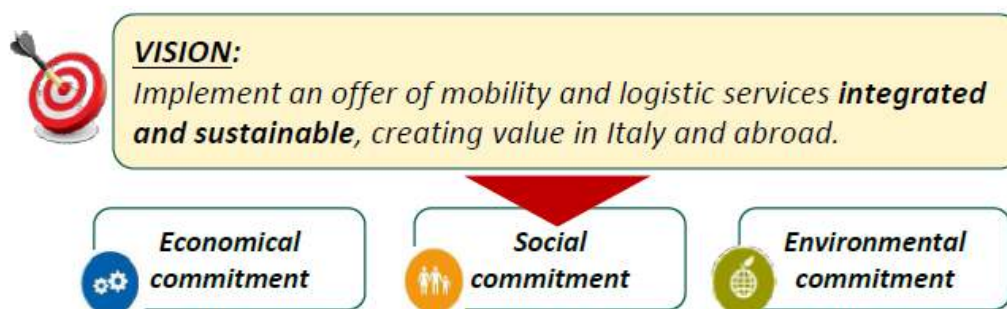 VISION:
Implement an offer of mobility and logistic services integrated
and sustainable, creating value in Italy and abroad.
Economical
commitment
Social
commitment
Environmental
commitment